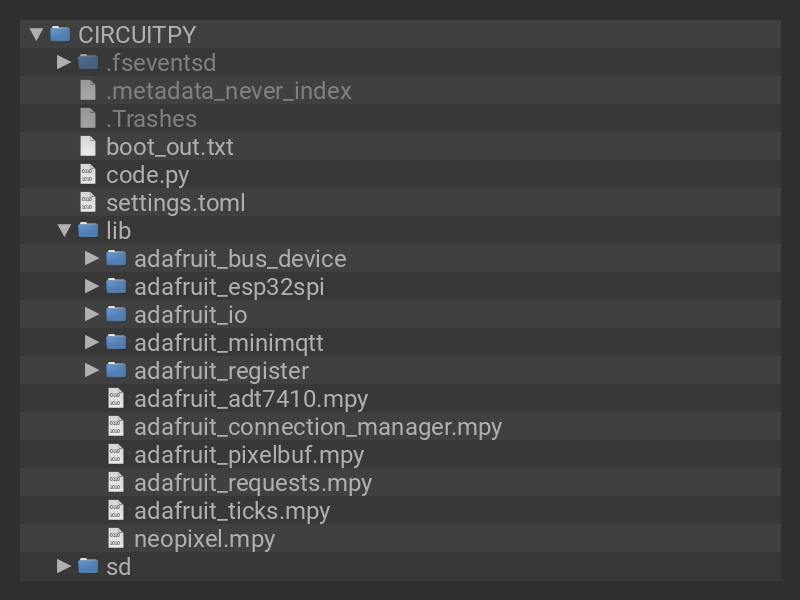 CIRCUITPY
.fseventsd
.metadata_never_index
.Trashes
boot_out.txt
code.py
settings.toml
lib
adafruit_bus_device
adafruit_esp32spi
adafruit_io
adafruit_minimqtt
adafruit_register
adafruit_adt7410.mpy
adafruit_connection_manager.mpy
adafruit_pixelbuf.mpy
adafruit_requests.mpy
adafruit_ticks.mpy
neopixel.mpy
sd